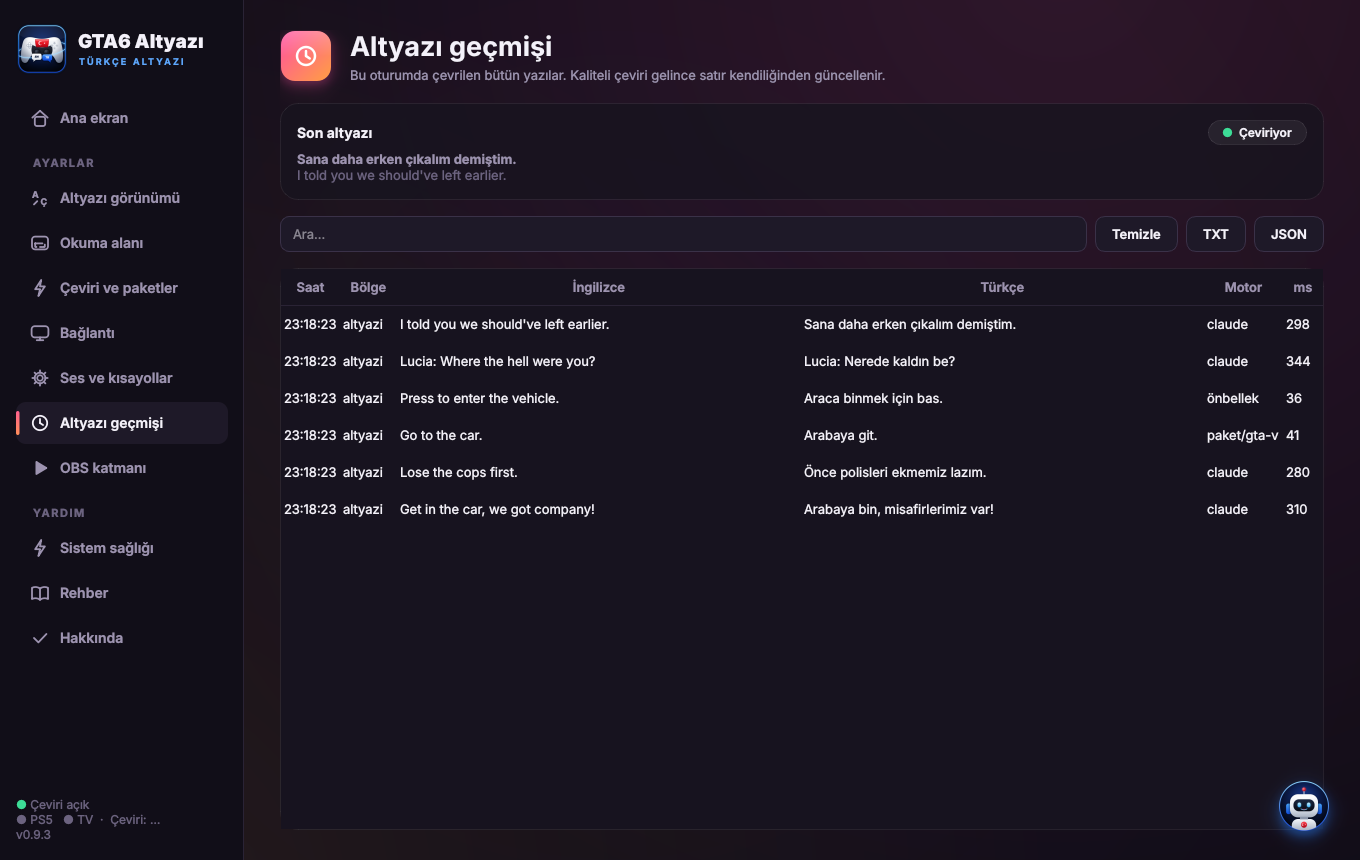 GTA6 Altyazı
TÜRKÇE ALTYAZI
Ana ekran
AYARLAR
Altyazı görünümü
Okuma alanı
Çeviri ve paketler
Bağlantı
Ses ve kısayollar
Altyazı geçmişi
OBS katmanı
YARDIM
Sistem sağlığı
Rehber
Hakkında
Çeviri açık
PS5 TV · Çeviri: ...
v0.9.3
Altyazı geçmişi
Bu oturumda çevrilen bütün yazılar. Kaliteli çeviri gelince satır kendiliğinden güncellenir.
Son altyazı
Çeviriyor
Sana daha erken çıkalım demiştim.
I told you we should've left earlier.
Ara...
Temizle TXT JSON
Saat Bölge İngilizce Türkçe Motor ms
23:18:23 altyazi I told you we should've left earlier. Sana daha erken çıkalım demiştim. claude 298
23:18:23 altyazi Lucia: Where the hell were you? Lucia: Nerede kaldın be? claude 344
23:18:23 altyazi Press to enter the vehicle. Araca binmek için bas. önbellek 36
23:18:23 altyazi Go to the car. Arabaya git. paket/gta-v 41
23:18:23 altyazi Lose the cops first. Önce polisleri ekmemiz lazım. claude 280
23:18:23 altyazi Get in the car, we got company! Arabaya bin, misafirlerimiz var! claude 310